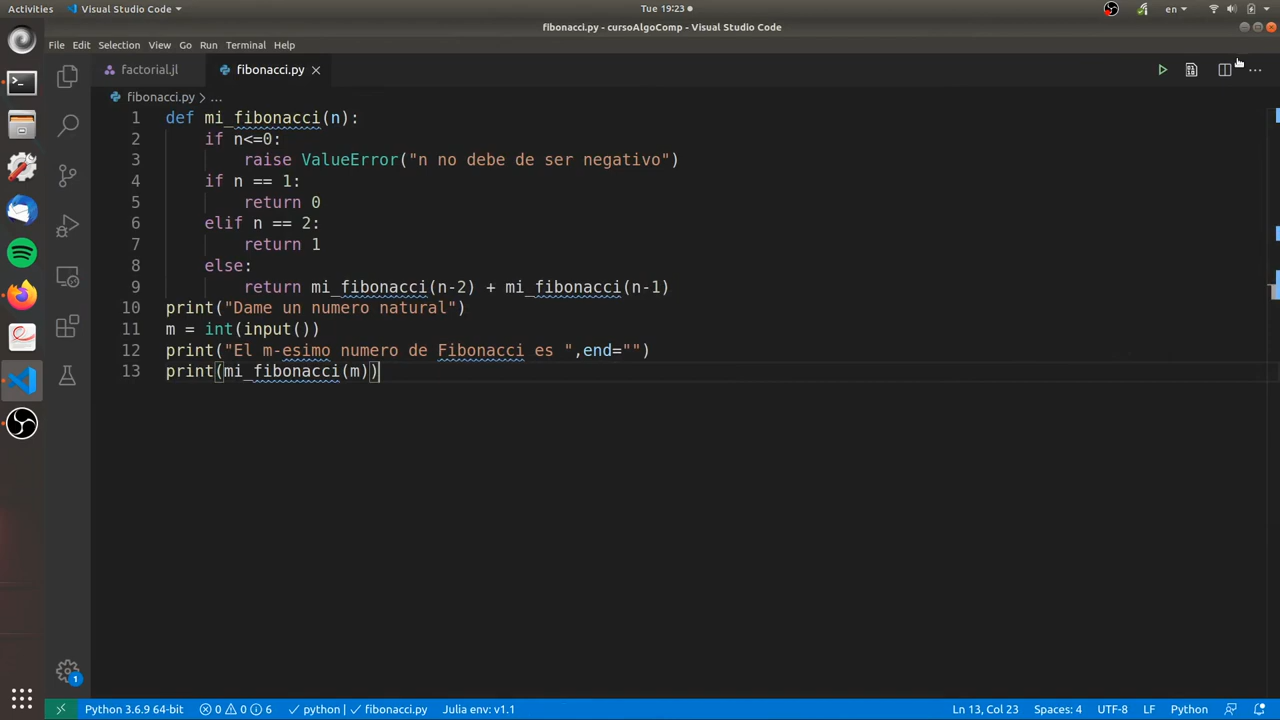 Activities Visual Studio Code Tue 19:23 en
fibonacci.py - cursoAlgoComp - Visual Studio Code
File Edit Selection View Go Run Terminal Help
factorial.jl fibonacci.py
fibonacci.py > ...
1 def mi_fibonacci(n):
2 if n<=0:
3 raise ValueError("n no debe de ser negativo")
4 if n == 1:
5 return 0
6 elif n == 2:
7 return 1
8 else:
9 return mi_fibonacci(n-2) + mi_fibonacci(n-1)
10 print("Dame un numero natural")
11 m = int(input())
12 print("El m-esimo numero de Fibonacci es ",end="")
13 print(mi_fibonacci(m))
1
Python 3.6.9 64-bit 0 0 6 python | fibonacci.py Julia env: v1.1 Ln 13, Col 23 Spaces: 4 UTF-8 LF Python